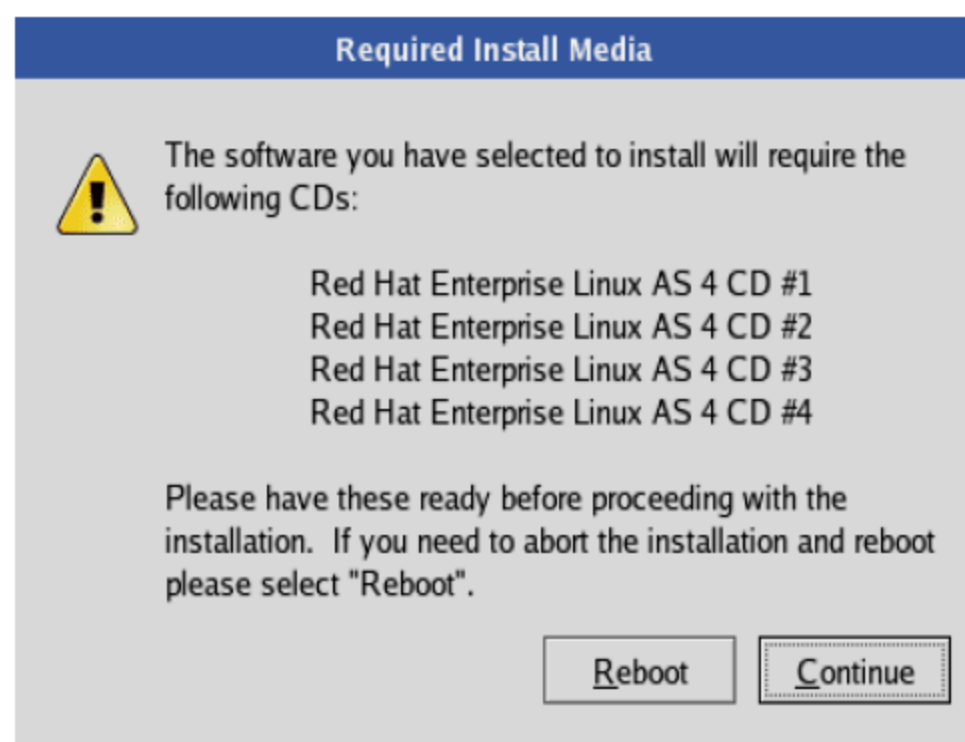 Required Install Media
The software you have selected to install will require the
following CDs:
Red Hat Enterprise Linux AS 4 CD #1
Red Hat Enterprise Linux AS 4 CD #2
Red Hat Enterprise Linux AS 4 CD #3
Red Hat Enterprise Linux AS 4 CD #4
Please have these ready before proceeding with the
installation.  If you need to abort the installation and reboot
please select "Reboot".
Reboot Continue